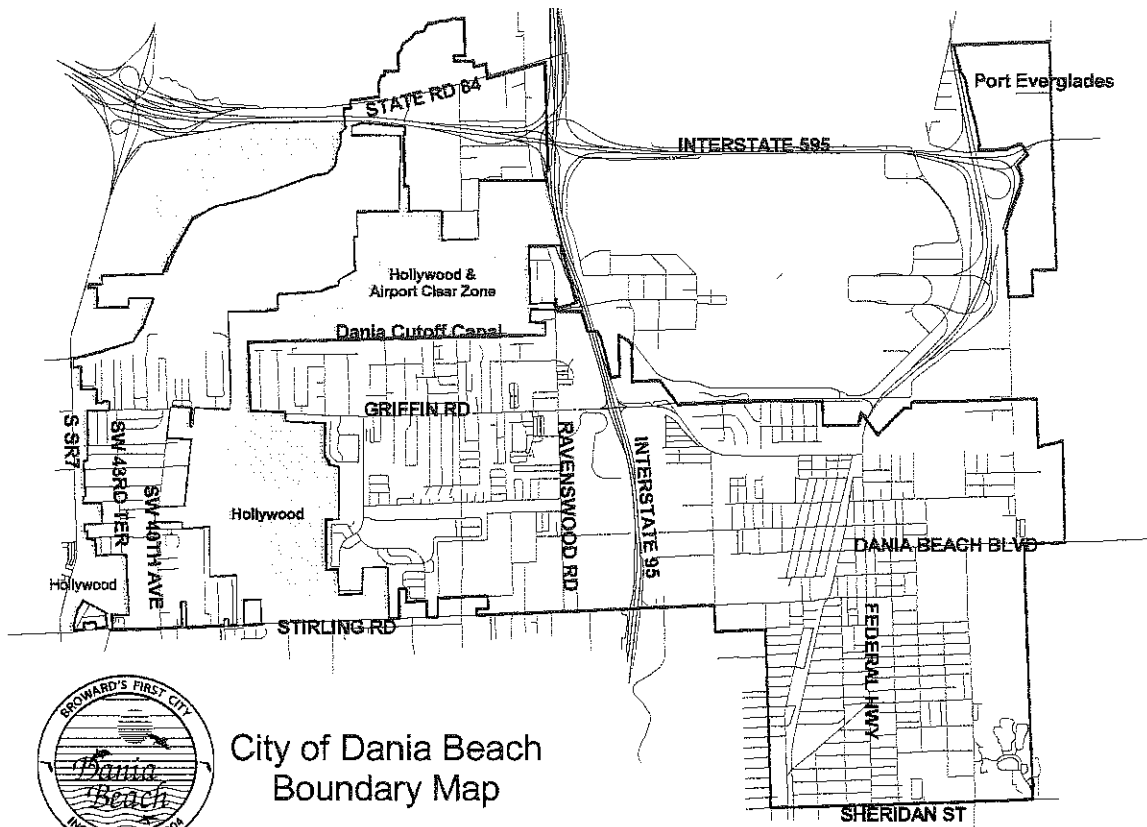 Port Everglades
STATE RD 84
INTERSTATE 595
Hollywood &
Airport Clear Zone
Dania Cutoff Canal
GRIFFIN RD
S SR7
SW 43RD TER
SW 40TH AVE
RAVENSWOOD RD
INTERSTATE 95
Hollywood
DANIA BEACH BLVD
Hollywood
STIRLING RD
FEDERAL HWY
BROWARD'S FIRST CITY
Dania
Beach
City of Dania Beach
Boundary Map
SHERIDAN ST